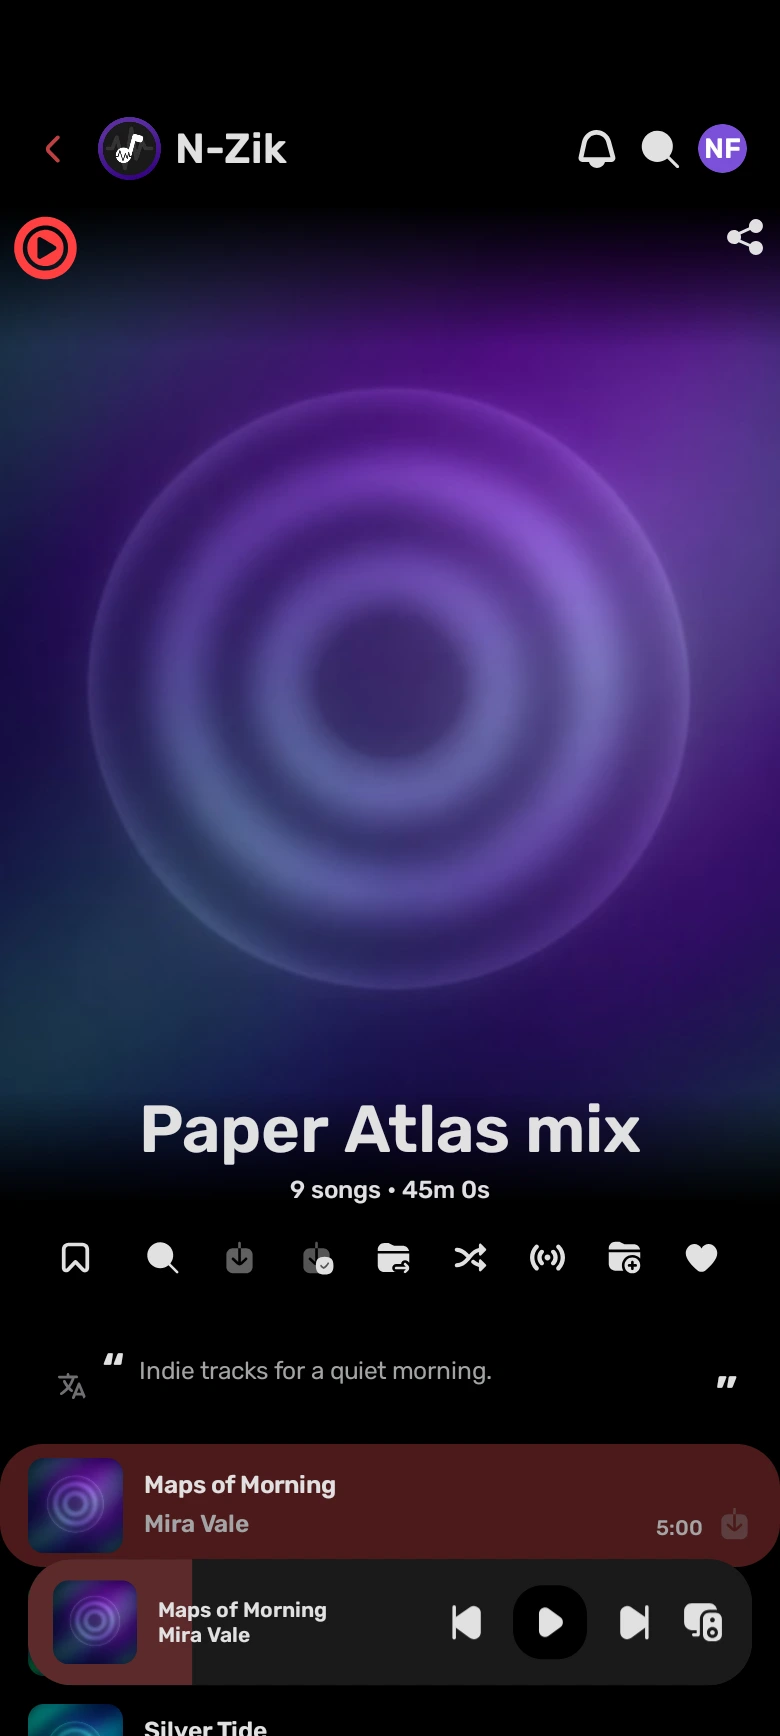 N-Zik
NF
Paper Atlas mix
9 songs • 45m 0s
“ Indie tracks for a quiet morning. ”
Maps of Morning
Mira Vale
5:00
Maps of Morning
Mira Vale
Silver Tide